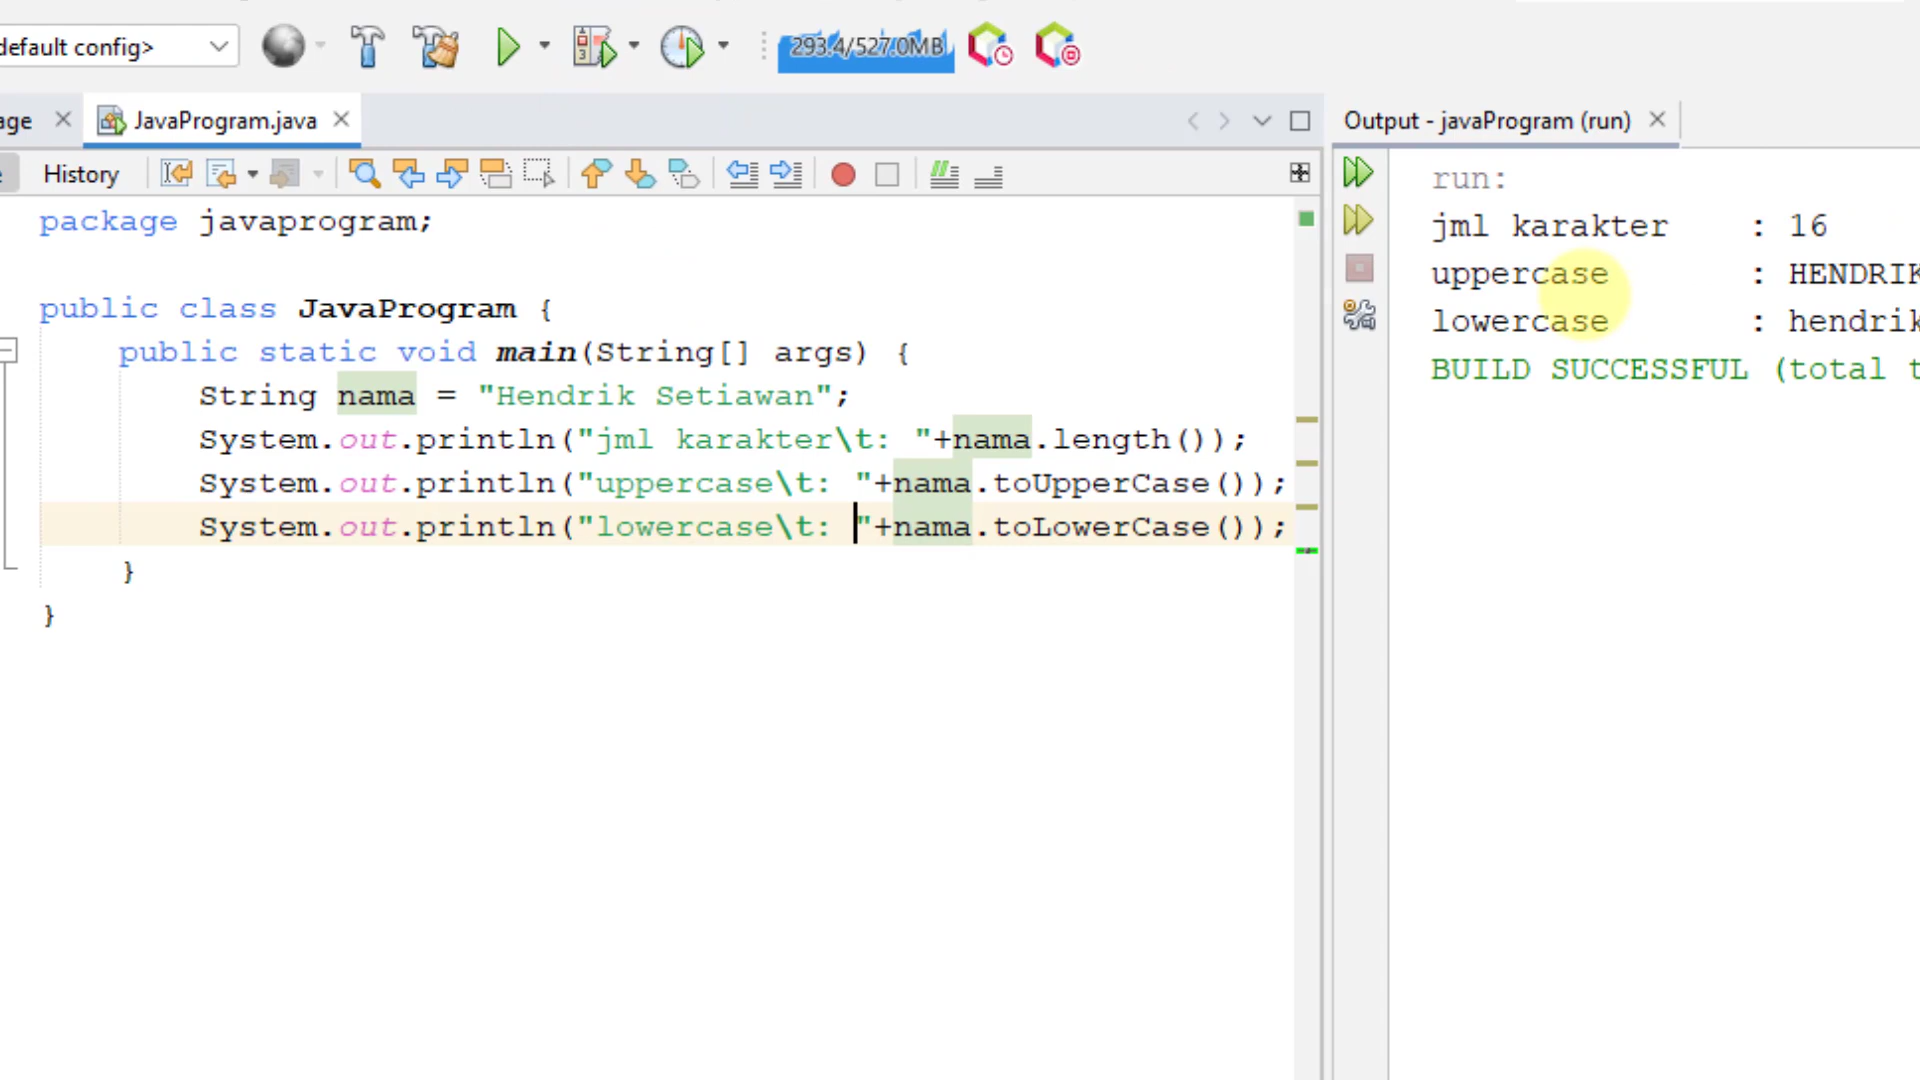 default config>
293.4/527.0MB
age
JavaProgram.java
Output - javaProgram (run)
History
package javaprogram;
public class JavaProgram {
public static void main(String[] args) {
String nama = "Hendrik Setiawan";
System.out.println("jml karakter\t: "+nama.length());
System.out.println("uppercase\t: "+nama.toUpperCase());
System.out.println("lowercase\t: "+nama.toLowerCase());
}
}
run:
jml karakter : 16
uppercase : HENDRIK
lowercase : hendrik
BUILD SUCCESSFUL (total t